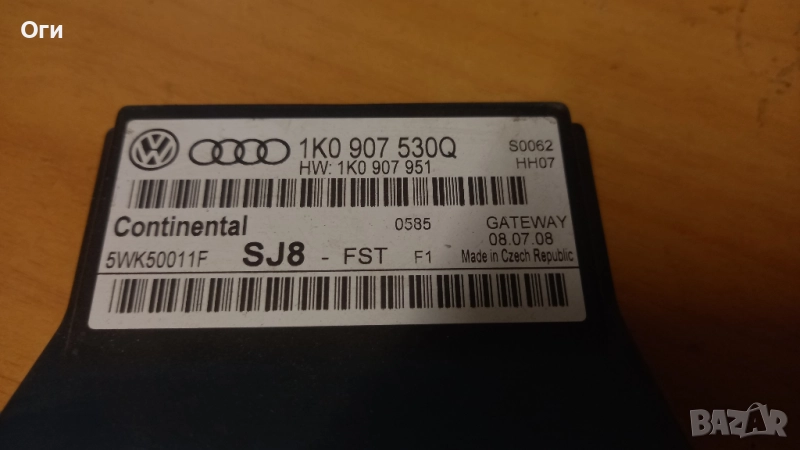 Оги
1K0 907 530Q S0062
HW: 1K0 907 951 HH07
Continental 0585 GATEWAY
08.07.08
5WK50011F SJ8 - FST F1 Made in Czech Republic
BAZAR